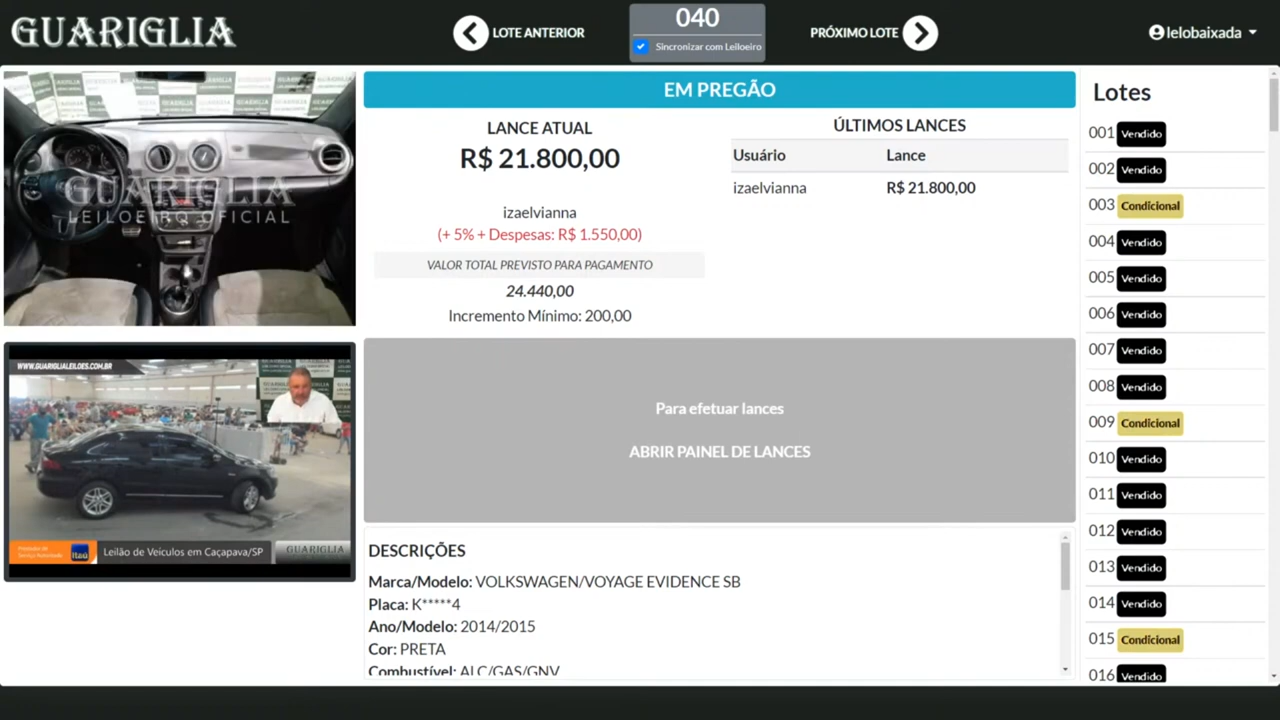 GUARIGLIA
LOTE ANTERIOR
040
Sincronizar com Leiloeiro
PRÓXIMO LOTE
lelobaixada
GUARIGLIA
LEILOEIRO OFICIAL
WWW.GUARIGLIALEILOES.COM.BR
Itaú
Leilão de Veículos em Caçapava/SP
GUARIGLIA
EM PREGÃO
LANCE ATUAL
R$ 21.800,00
izaelvianna
(+ 5% + Despesas: R$ 1.550,00)
VALOR TOTAL PREVISTO PARA PAGAMENTO
24.440,00
Incremento Mínimo: 200,00
ÚLTIMOS LANCES
Usuário Lance
izaelvianna R$ 21.800,00
Para efetuar lances
ABRIR PAINEL DE LANCES
DESCRIÇÕES
Marca/Modelo: VOLKSWAGEN/VOYAGE EVIDENCE SB
Placa: K*****4
Ano/Modelo: 2014/2015
Cor: PRETA
Combustível: ALC/GAS/GNV
Lotes
001 Vendido
002 Vendido
003 Condicional
004 Vendido
005 Vendido
006 Vendido
007 Vendido
008 Vendido
009 Condicional
010 Vendido
011 Vendido
012 Vendido
013 Vendido
014 Vendido
015 Condicional
016 Vendido